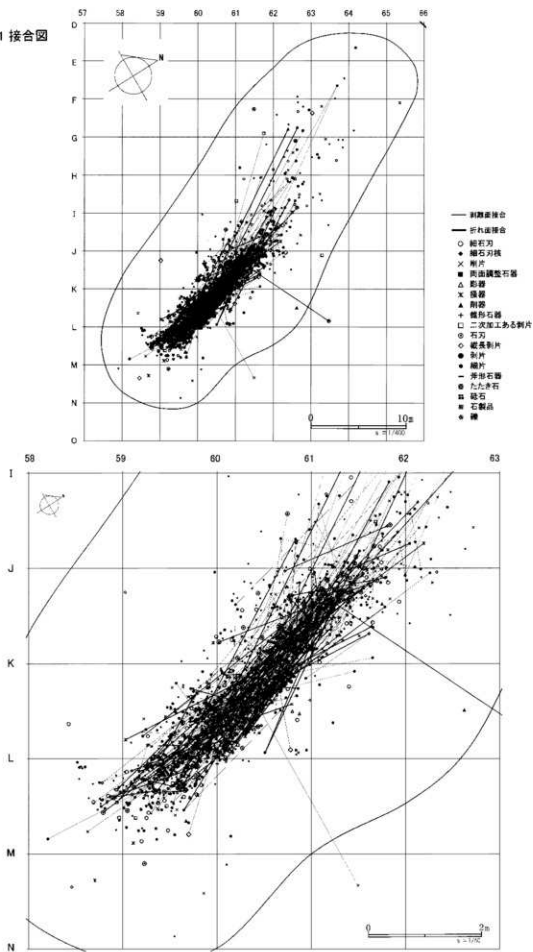 1 接合図
57 58 59 60 61 62 63 64 65 66
D
E
F
G
H
I
J
K
L
M
N
O
N
剥離面接合
折れ面接合
細石刃
細石刃核
削片
両面調整石器
彫器
掻器
削器
錐形石器
二次加工ある剥片
石刃
縦長剥片
剥片
細片
斧形石器
たたき石
砥石
石製品
礫
0 10m
58 59 60 61 62 63
I
J
K
L
M
N
0 2m